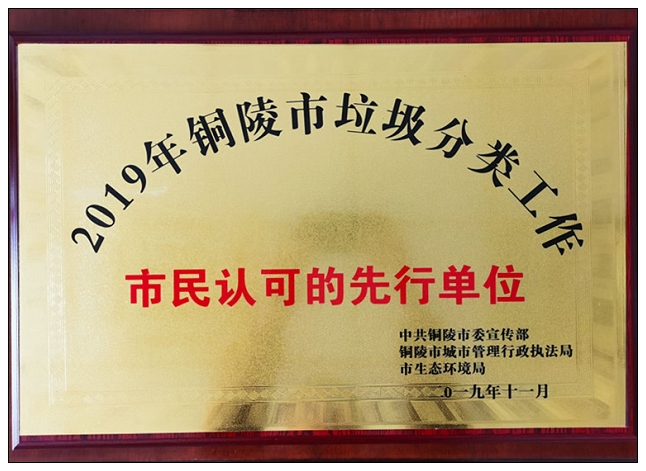 2019年铜陵市垃圾分类工作
市民认可的先行单位
中共铜陵市委宣传部
铜陵市城市管理行政执法局
市生态环境局
二0一九年十一月